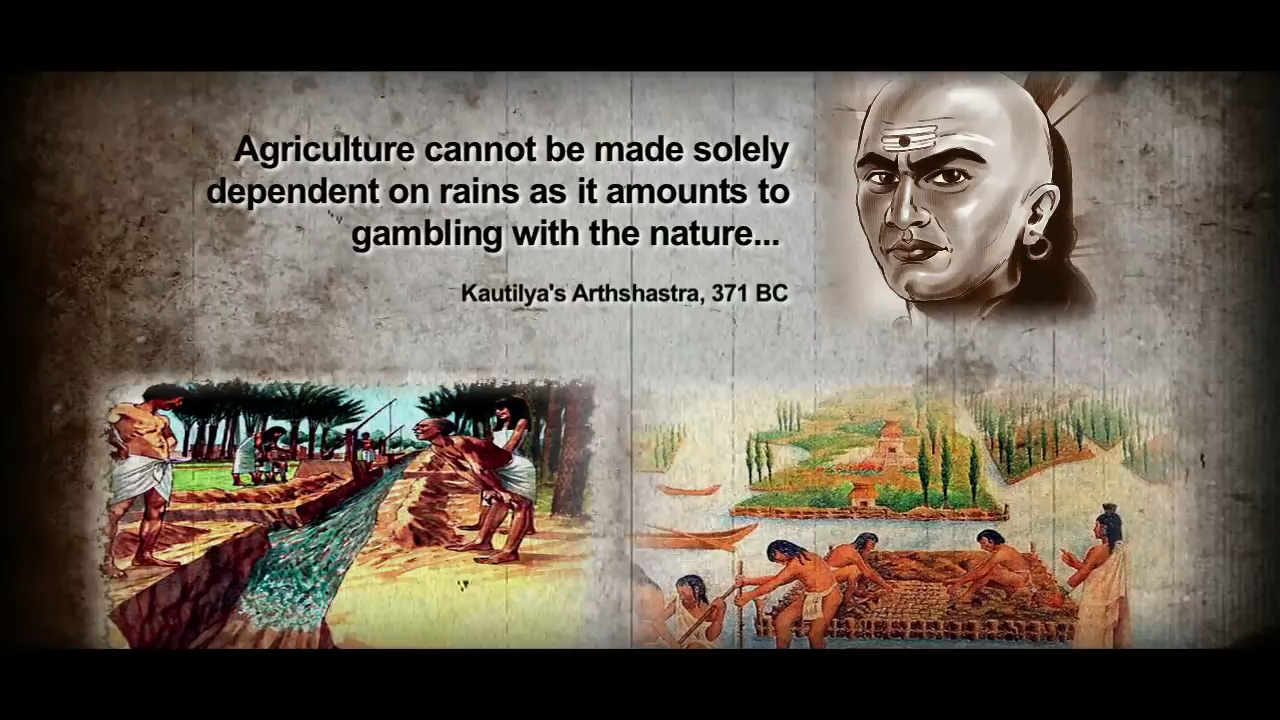 Agriculture cannot be made solely
dependent on rains as it amounts to
gambling with the nature...
Kautilya's Arthshastra, 371 BC